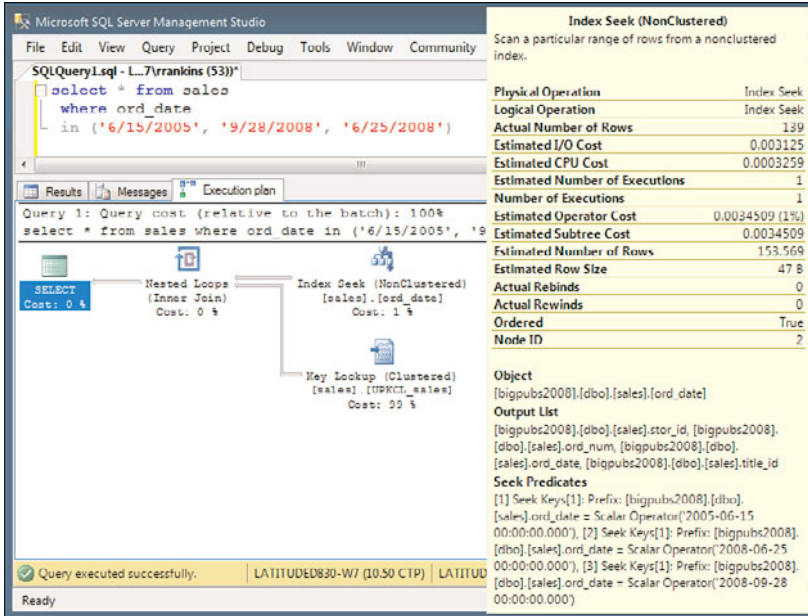 Microsoft SQL Server Management Studio
File Edit View Query Project Debug Tools Window Community
SQLQuery1.sql - L...7\rrankins (53))*
select * from sales
where ord_date
in ('6/15/2005', '9/28/2008', '6/25/2008')
Results Messages Execution plan
Query 1: Query cost (relative to the batch): 100%
select * from sales where ord_date in ('6/15/2005', '9
SELECT
Cost: 0 %
Nested Loops
(Inner Join)
Cost: 0 %
Index Seek (NonClustered)
[sales].[ord_date]
Cost: 1 %
Key Lookup (Clustered)
[sales].[UPKCL_sales]
Cost: 99 %
Query executed successfully.
LATITUDED830-W7 (10.50 CTP)
LATITUD
Ready
Index Seek (NonClustered)
Scan a particular range of rows from a nonclustered
index.
Physical Operation Index Seek
Logical Operation Index Seek
Actual Number of Rows 139
Estimated I/O Cost 0.003125
Estimated CPU Cost 0.0003259
Estimated Number of Executions 1
Number of Executions 1
Estimated Operator Cost 0.0034509 (1%)
Estimated Subtree Cost 0.0034509
Estimated Number of Rows 153.569
Estimated Row Size 47 B
Actual Rebinds 0
Actual Rewinds 0
Ordered True
Node ID 2
Object
[bigpubs2008].[dbo].[sales].[ord_date]
Output List
[bigpubs2008].[dbo].[sales].stor_id, [bigpubs2008].
[dbo].[sales].ord_num, [bigpubs2008].[dbo].
[sales].ord_date, [bigpubs2008].[dbo].[sales].title_id
Seek Predicates
[1] Seek Keys[1]: Prefix: [bigpubs2008].[dbo].
[sales].ord_date = Scalar Operator('2005-06-15
00:00:00.000'), [2] Seek Keys[1]: Prefix: [bigpubs2008].
[dbo].[sales].ord_date = Scalar Operator('2008-06-25
00:00:00.000'), [3] Seek Keys[1]: Prefix: [bigpubs2008].
[dbo].[sales].ord_date = Scalar Operator('2008-09-28
00:00:00.000')